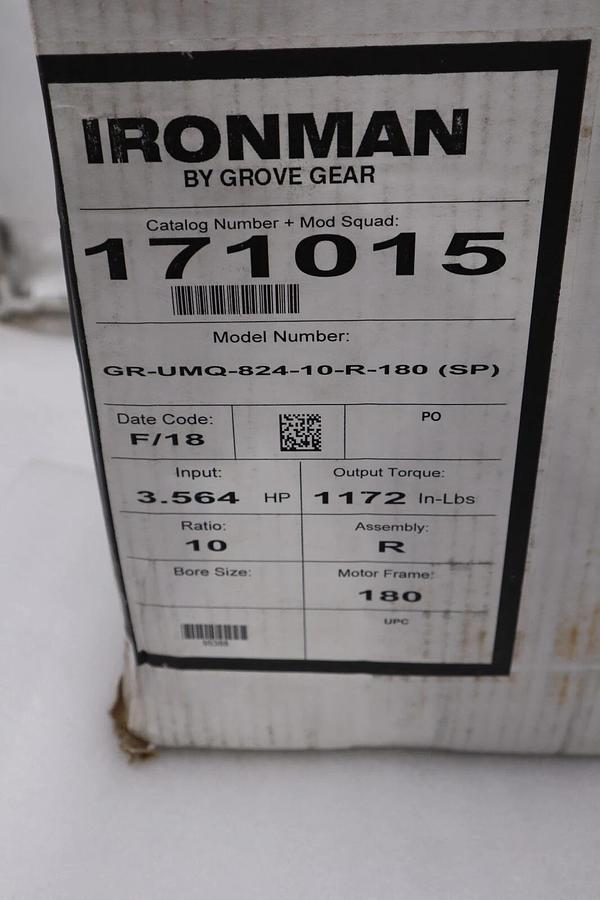 IRONMAN
BY GROVE GEAR
Catalog Number + Mod Squad:
171015
Model Number:
GR-UMQ-824-10-R-180 (SP)
Date Code:
F/18
PO
Input:
3.564 HP
Output Torque:
1172 In-Lbs
Ratio:
10
Assembly:
R
Bore Size:
Motor Frame:
180
UPC